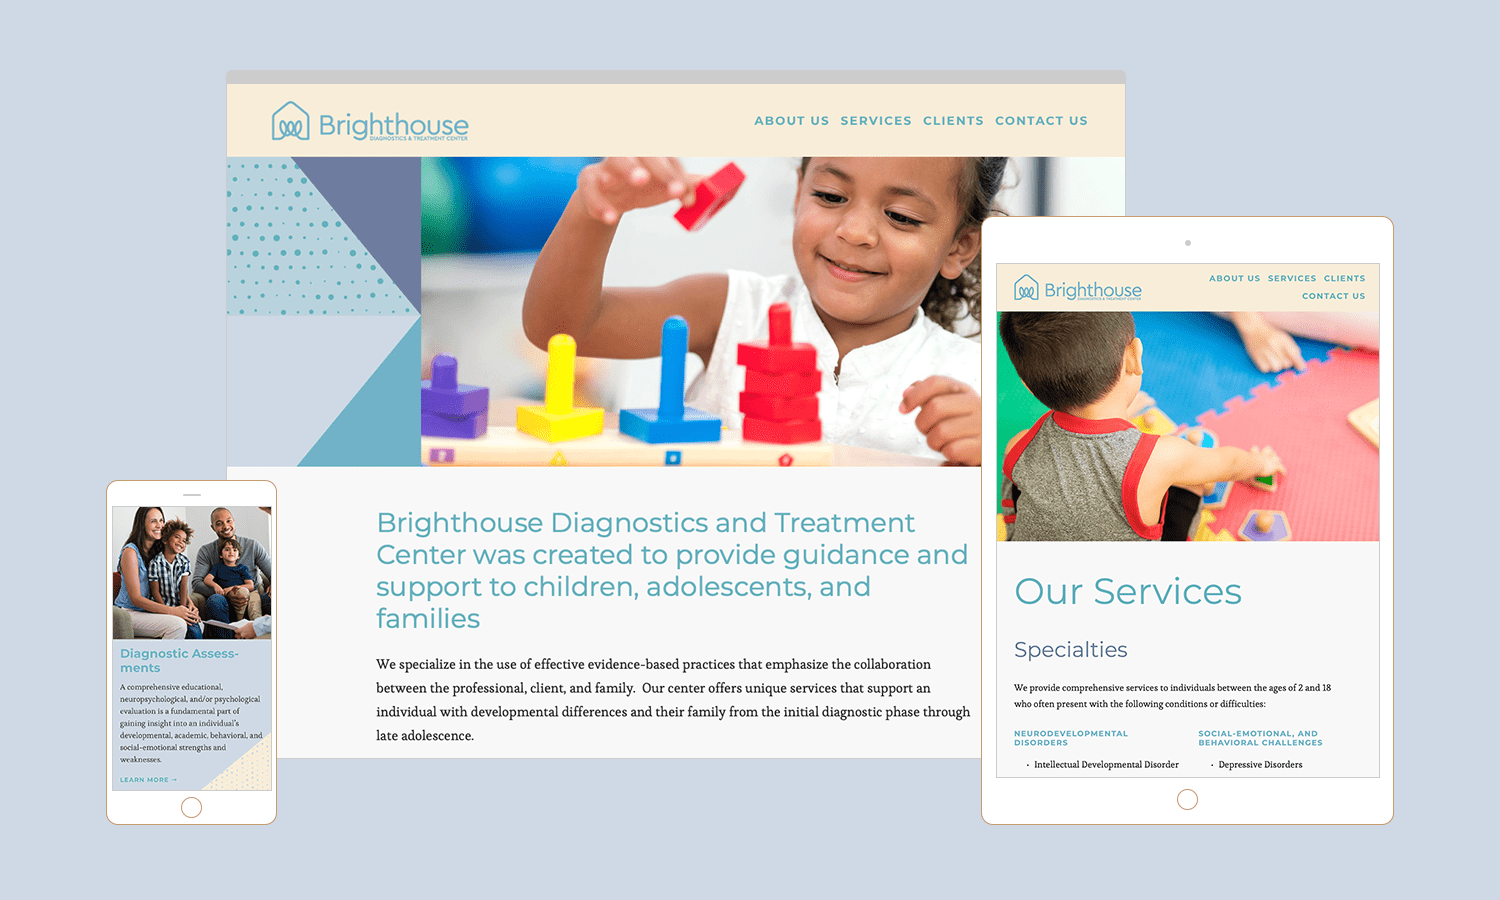 Brighthouse
DIAGNOSTICS & TREATMENT CENTER
ABOUT US SERVICES CLIENTS CONTACT US
Brighthouse Diagnostics and Treatment
Center was created to provide guidance and
support to children, adolescents, and
families
We specialize in the use of effective evidence-based practices that emphasize the collaboration
between the professional, client, and family. Our center offers unique services that support an
individual with developmental differences and their family from the initial diagnostic phase through
late adolescence.
Diagnostic Assess-
ments
A comprehensive educational,
neuropsychological, and/or psychological
evaluation is a fundamental part of
gaining insight into an individual's
developmental, academic, behavioral, and
social-emotional strengths and
weaknesses.
LEARN MORE →
Brighthouse
DIAGNOSTICS & TREATMENT CENTER
ABOUT US SERVICES CLIENTS
CONTACT US
Our Services
Specialties
We provide comprehensive services to individuals between the ages of 2 and 18
who often present with the following conditions or difficulties:
NEURODEVELOPMENTAL
DISORDERS
• Intellectual Developmental Disorder
SOCIAL-EMOTIONAL, AND
BEHAVIORAL CHALLENGES
• Depressive Disorders